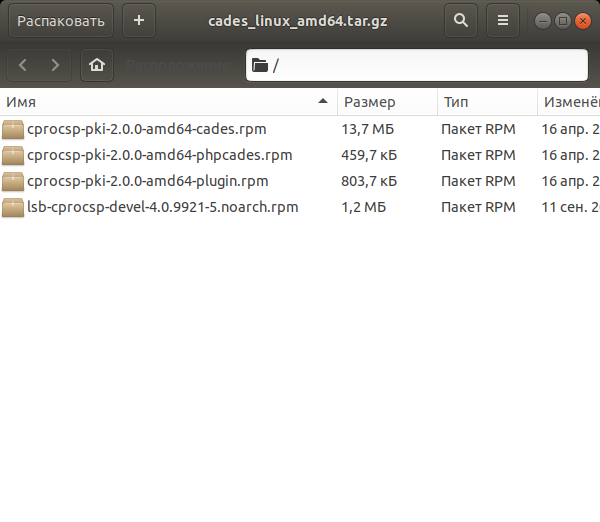 Распаковать + cades_linux_amd64.tar.gz
Расположение: /
Имя Размер Тип Изменён
cprocsp-pki-2.0.0-amd64-cades.rpm 13,7 МБ Пакет RPM 16 апр. 2
cprocsp-pki-2.0.0-amd64-phpcades.rpm 459,7 кБ Пакет RPM 16 апр. 2
cprocsp-pki-2.0.0-amd64-plugin.rpm 803,7 кБ Пакет RPM 16 апр. 2
lsb-cprocsp-devel-4.0.9921-5.noarch.rpm 1,2 МБ Пакет RPM 11 сен. 20